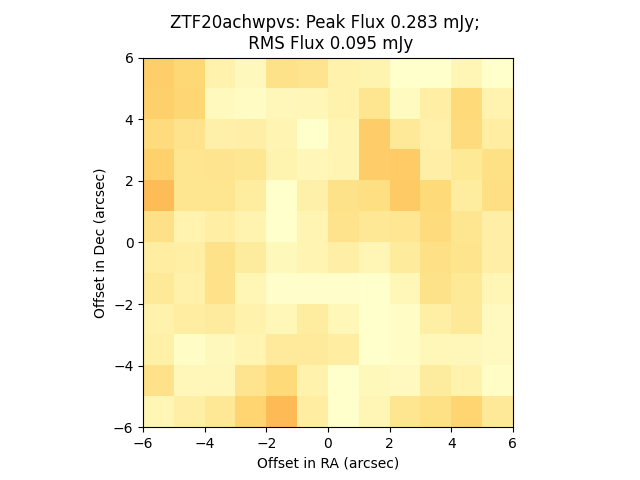 ZTF20achwpvs: Peak Flux 0.283 mJy;
RMS Flux 0.095 mJy
6
4
2
0
−2
−4
−6
Offset in Dec (arcsec)
−6 −4 −2 0 2 4 6
Offset in RA (arcsec)